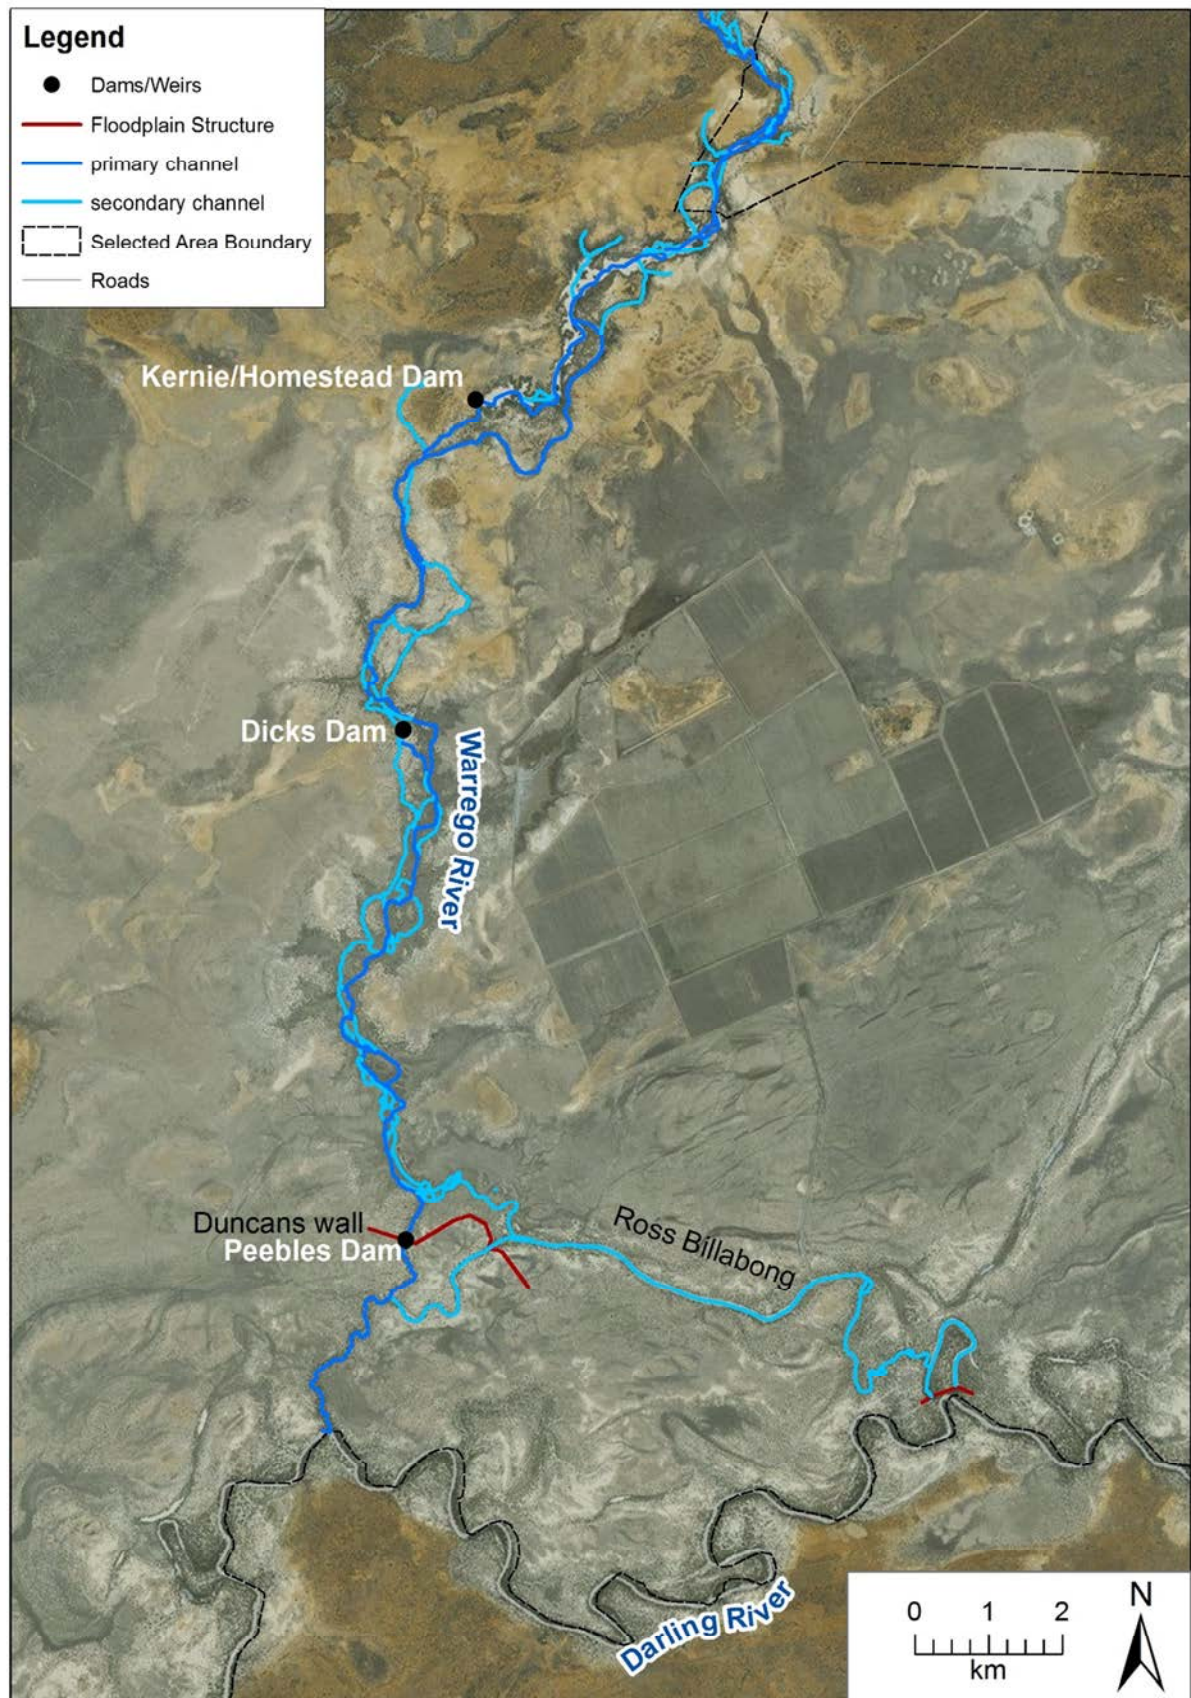 Legend
Dams/Weirs
Floodplain Structure
primary channel
secondary channel
Selected Area Boundary
Roads
Kernie/Homestead Dam
Dicks Dam
Warrego River
Duncans wall
Peebles Dam
Ross Billabong
Darling River
0 1 2
km
N